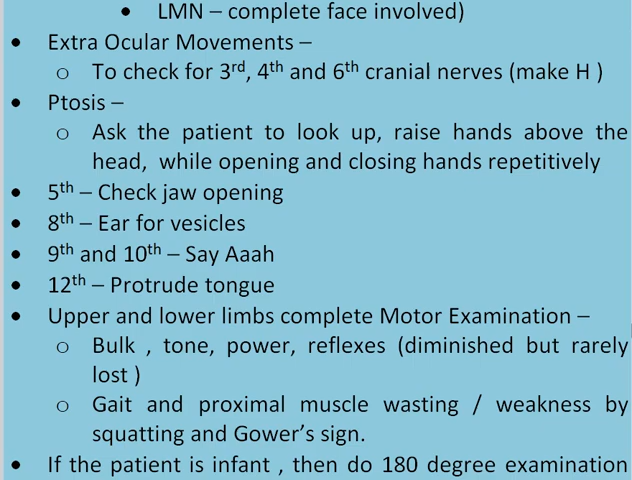 • LMN – complete face involved)
• Extra Ocular Movements –
o To check for 3rd, 4th and 6th cranial nerves (make H )
• Ptosis –
o Ask the patient to look up, raise hands above the
head, while opening and closing hands repetitively
• 5th – Check jaw opening
• 8th – Ear for vesicles
• 9th and 10th – Say Aaah
• 12th – Protrude tongue
• Upper and lower limbs complete Motor Examination –
o Bulk , tone, power, reflexes (diminished but rarely
lost )
o Gait and proximal muscle wasting / weakness by
squatting and Gower’s sign.
• If the patient is infant , then do 180 degree examination